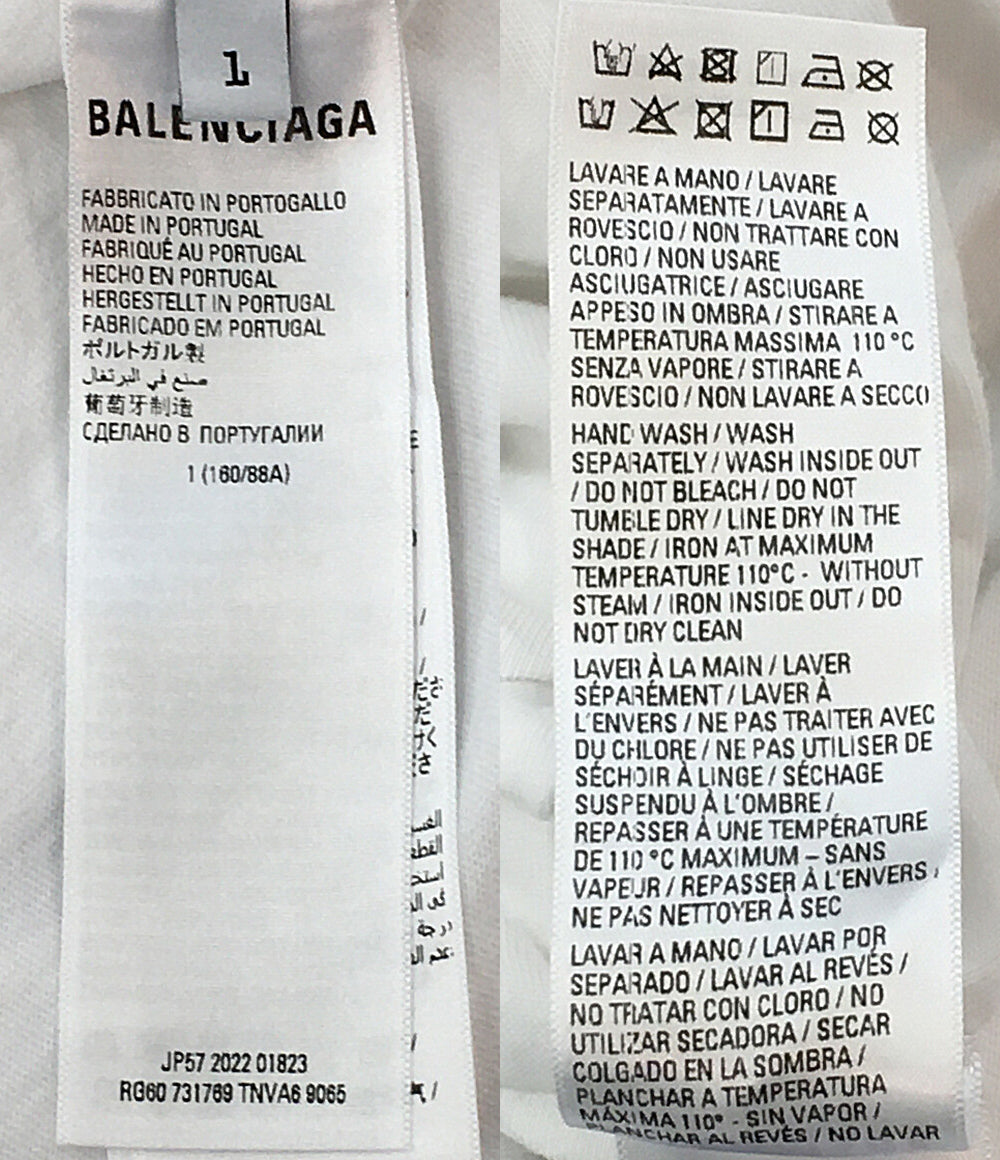 1
BALENCIAGA
FABBRICATO IN PORTOGALLO
MADE IN PORTUGAL
FABRIQUÉ AU PORTUGAL
HECHO EN PORTUGAL
HERGESTELLT IN PORTUGAL
FABRICADO EM PORTUGAL
ポルトガル製
صنع في البرتغال
葡萄牙制造
СДЕЛАНО В ПОРТУГАЛИИ
1 (160/88A)
JP57 2022 01823
RG60 731789 TNVA6 9065
LAVARE A MANO / LAVARE
SEPARATAMENTE / LAVARE A
ROVESCIO / NON TRATTARE CON
CLORO / NON USARE
ASCIUGATRICE / ASCIUGARE
APPESO IN OMBRA / STIRARE A
TEMPERATURA MASSIMA 110 °C
SENZA VAPORE / STIRARE A
ROVESCIO / NON LAVARE A SECCO
HAND WASH / WASH
SEPARATELY / WASH INSIDE OUT
/ DO NOT BLEACH / DO NOT
TUMBLE DRY / LINE DRY IN THE
SHADE / IRON AT MAXIMUM
TEMPERATURE 110°C - WITHOUT
STEAM / IRON INSIDE OUT / DO
NOT DRY CLEAN
LAVER À LA MAIN / LAVER
SÉPARÉMENT / LAVER À
L'ENVERS / NE PAS TRAITER AVEC
DU CHLORE / NE PAS UTILISER DE
SÉCHOIR À LINGE / SÉCHAGE
SUSPENDU À L'OMBRE /
REPASSER À UNE TEMPÉRATURE
DE 110 °C MAXIMUM – SANS
VAPEUR / REPASSER À L'ENVERS /
NE PAS NETTOYER À SEC
LAVAR A MANO / LAVAR POR
SEPARADO / LAVAR AL REVÉS /
NO TRATAR CON CLORO / NO
UTILIZAR SECADORA / SECAR
COLGADO EN LA SOMBRA /
PLANCHAR A TEMPERATURA
MÁXIMA 110° - SIN VAPOR /
PLANCHAR AL REVÉS / NO LAVAR